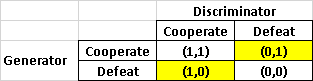 Discriminator
Cooperate Defeat
Generator Cooperate (1,1) (0,1)
Defeat (1,0) (0,0)